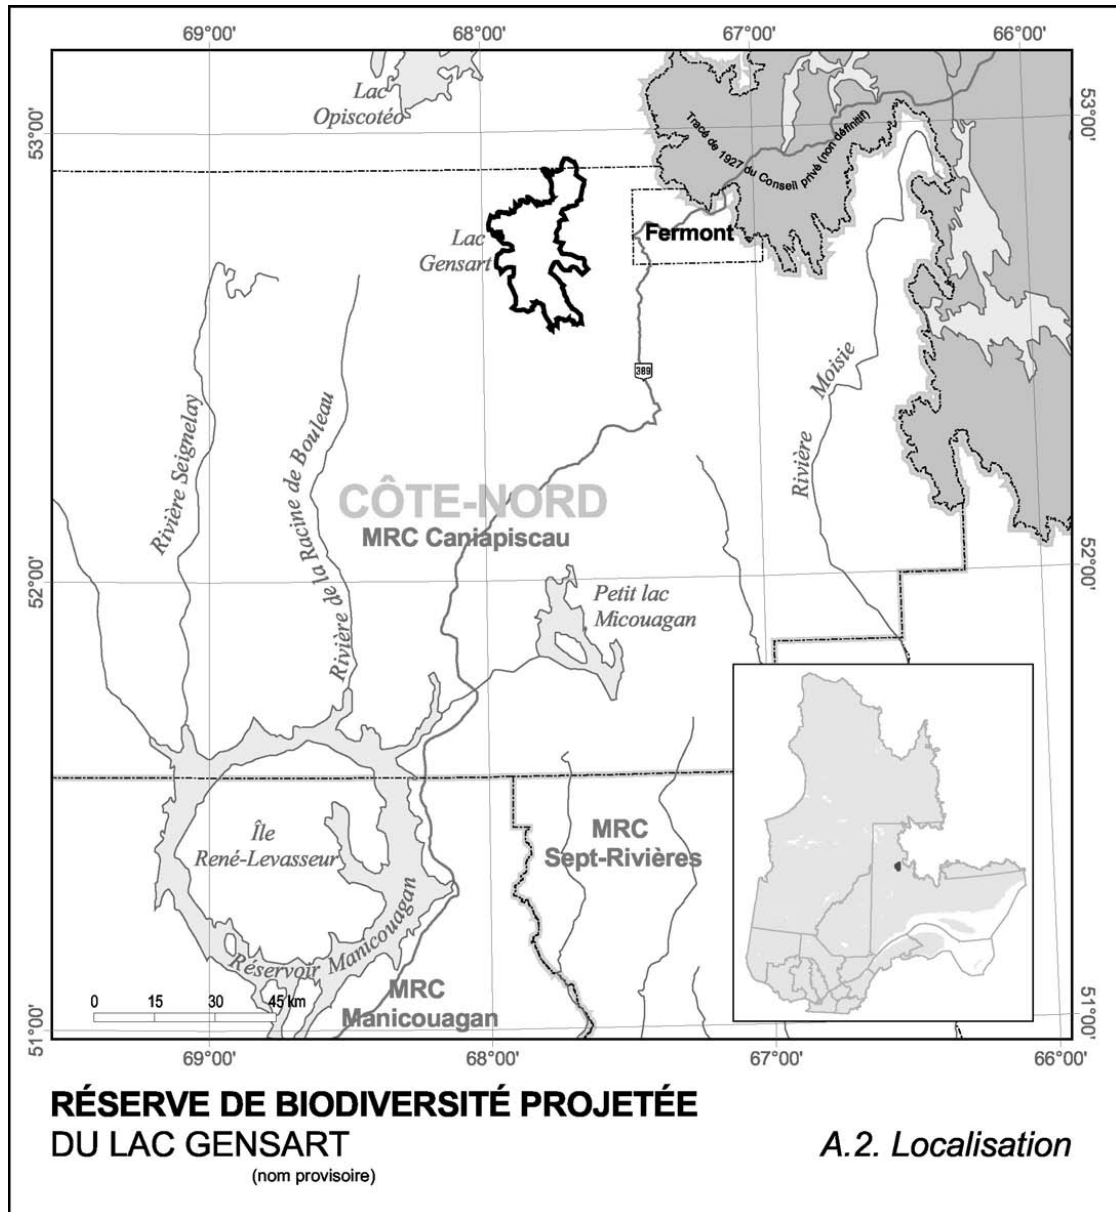 69°00'
68°00'
67°00'
66°00'
Lac
Opiscotéo
53°00'
53°00'
Tracé de 1927 du Conseil privé (non définitif)
Lac
Gensart
Fermont
389
Rivière Moisie
Rivière Seignelay
Rivière de la Racine de Bouleau
CÔTE-NORD
MRC Caniapiscau
52°00'
52°00'
Petit lac
Micouagan
Île
René-Levasseur
MRC
Sept-Rivières
Réservoir Manicouagan
0 15 30 45 km
MRC
Manicouagan
51°00'
51°00'
69°00'
68°00'
67°00'
66°00'
RÉSERVE DE BIODIVERSITÉ PROJETÉE
DU LAC GENSART
(nom provisoire)
A.2. Localisation